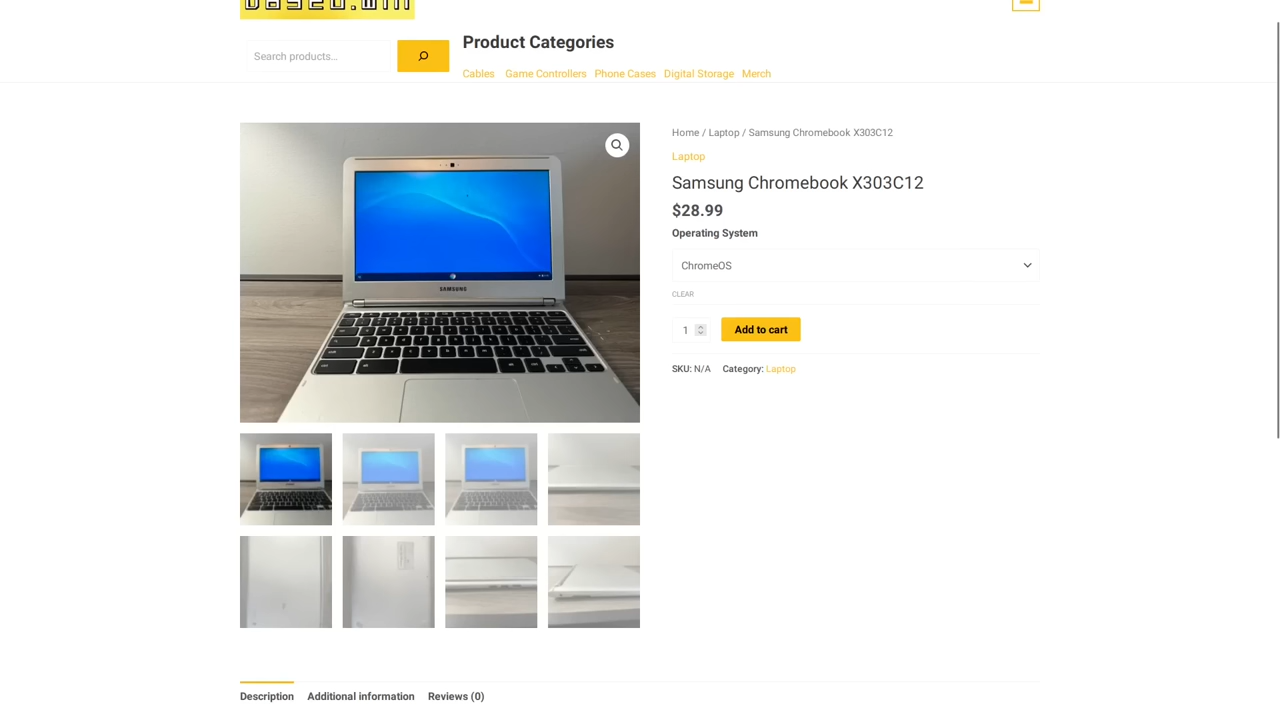 Search products…
Product Categories
Cables Game Controllers Phone Cases Digital Storage Merch
Home / Laptop / Samsung Chromebook X303C12
Laptop
Samsung Chromebook X303C12
$28.99
Operating System
ChromeOS
CLEAR
1 Add to cart
SKU: N/A Category: Laptop
SAMSUNG
Description Additional information Reviews (0)